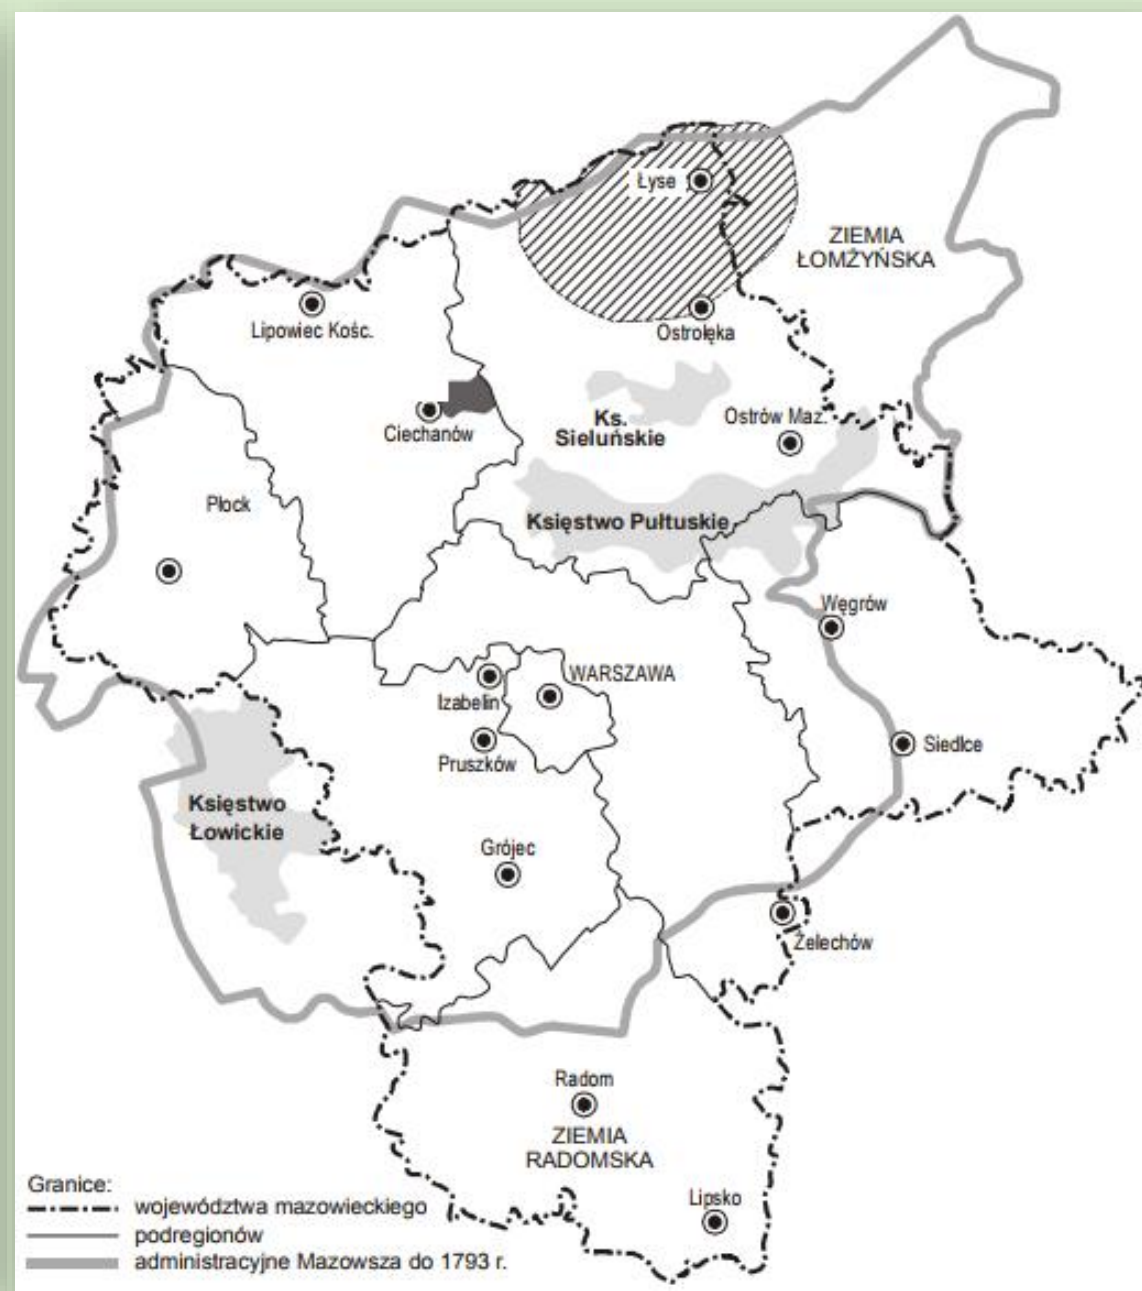 Łyse
ZIEMIA
ŁOMŻYŃSKA
Lipowiec Kośc.
Ostrołęka
Ciechanów
Ks.
Sieluńskie
Ostrów Maz.
Płock
Księstwo Pułtuskie
Węgrów
WARSZAWA
Izabelin
Pruszków
Siedlce
Księstwo
Łowickie
Grójec
Żelechów
Radom
ZIEMIA
RADOMSKA
Lipsko
Granice:
województwa mazowieckiego
podregionów
administracyjne Mazowsza do 1793 r.